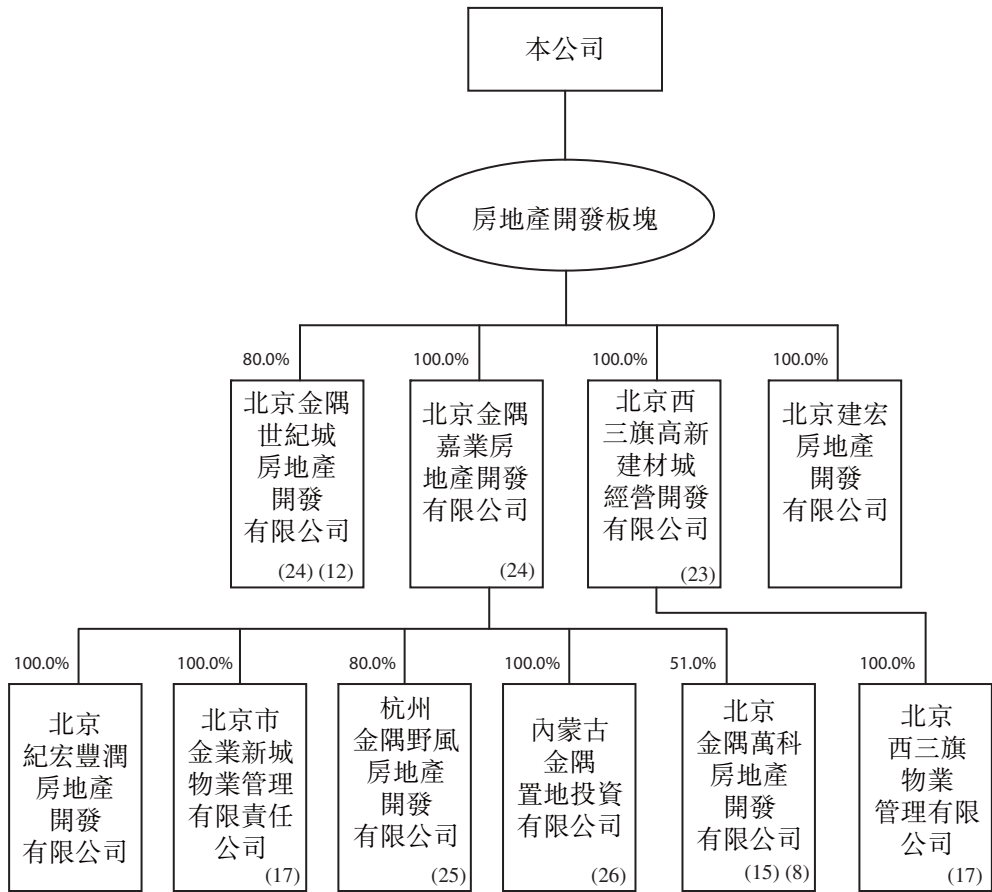 本公司
房地產開發板塊
80.0%
北京金隅
世紀城
房地產
開發
有限公司
(24) (12)
100.0%
北京金隅
嘉業房
地產開發
有限公司
(24)
100.0%
北京西
三旗高新
建材城
經營開發
有限公司
(23)
100.0%
北京建宏
房地產
開發
有限公司
100.0%
北京
紀宏豐潤
房地產
開發
有限公司
100.0%
北京市
金業新城
物業管理
有限責任
公司
(17)
80.0%
杭州
金隅野風
房地產
開發
有限公司
(25)
100.0%
內蒙古
金隅
置地投資
有限公司
(26)
51.0%
北京
金隅萬科
房地產
開發
有限公司
(15) (8)
100.0%
北京
西三旗
物業
管理有限
公司
(17)